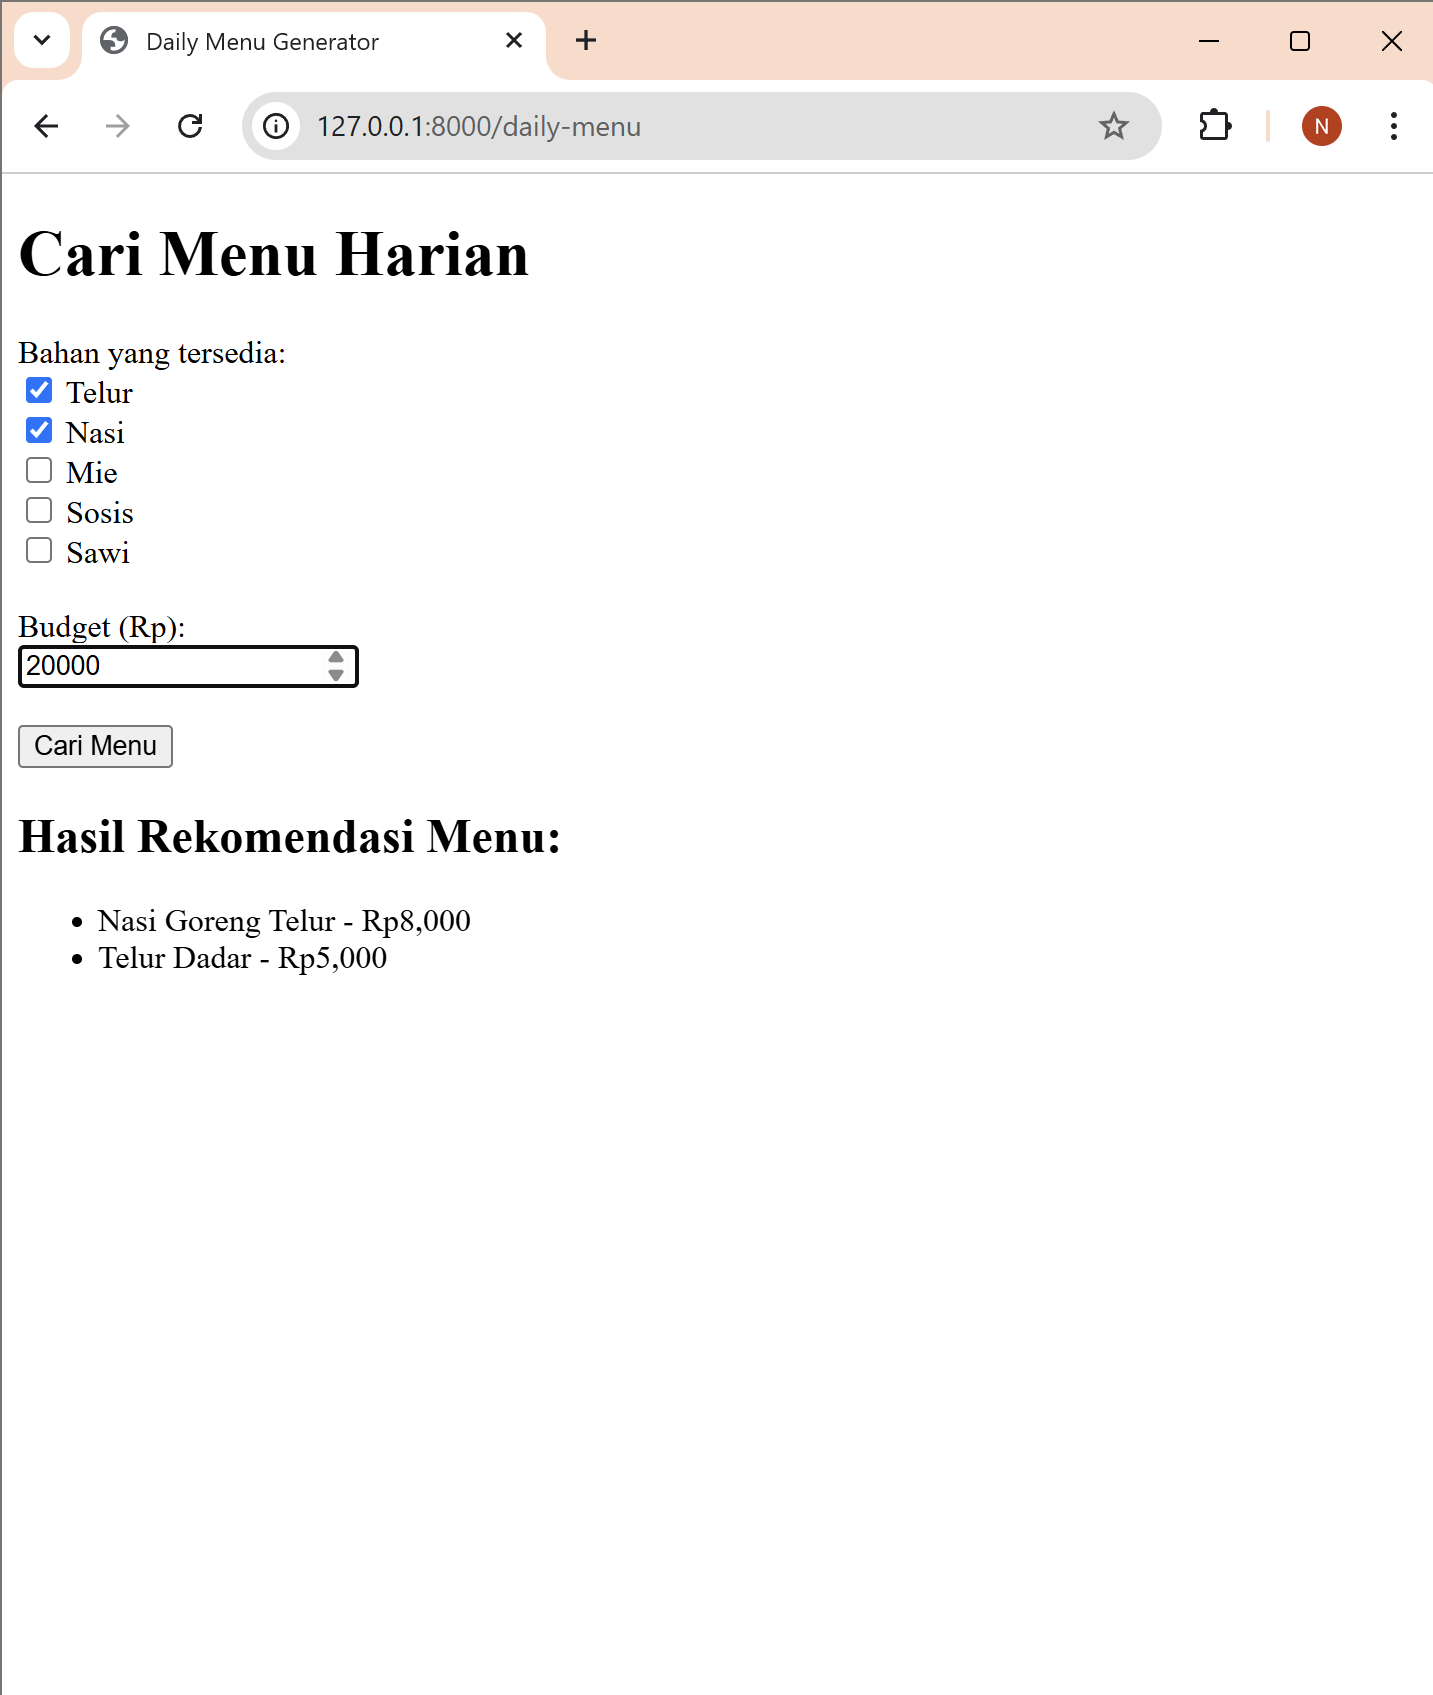 Daily Menu Generator
127.0.0.1:8000/daily-menu
N
Cari Menu Harian
Bahan yang tersedia:
Telur
Nasi
Mie
Sosis
Sawi
Budget (Rp):
20000
Cari Menu
Hasil Rekomendasi Menu:
• Nasi Goreng Telur - Rp8,000
• Telur Dadar - Rp5,000